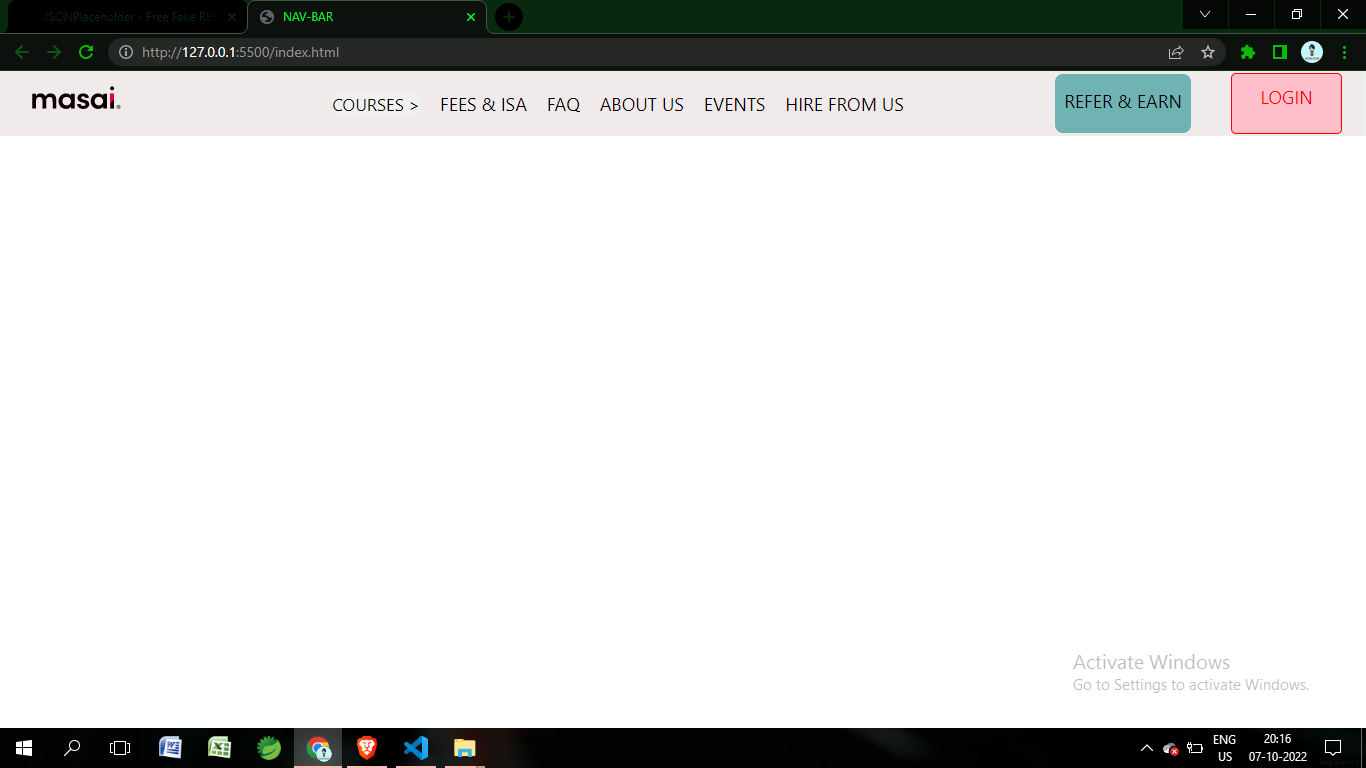 JSONPlaceholder - Free Fake RES
NAV-BAR
http://127.0.0.1:5500/index.html
masai.
COURSES >
FEES & ISA
FAQ
ABOUT US
EVENTS
HIRE FROM US
REFER & EARN
LOGIN
Activate Windows
Go to Settings to activate Windows.
ENG
US
20:16
07-10-2022